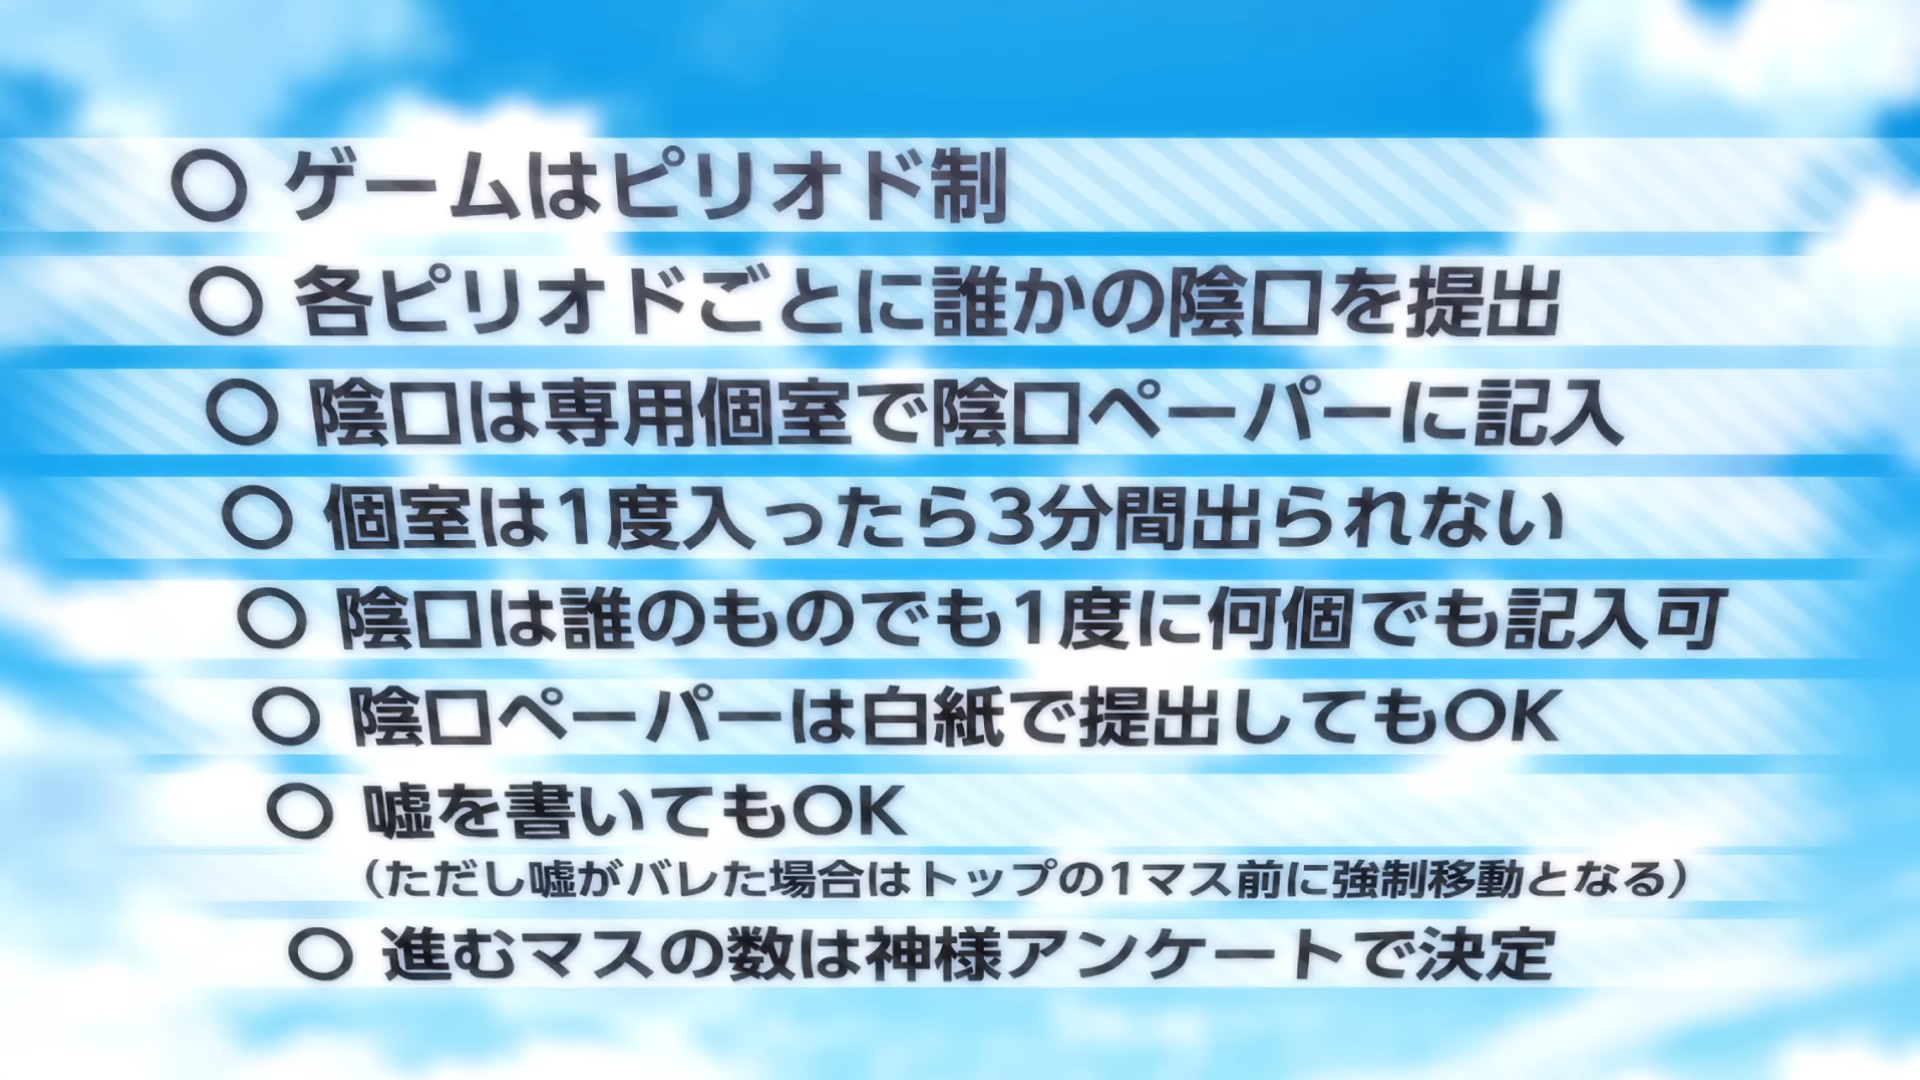 〇 ゲームはピリオド制
〇 各ピリオドごとに誰かの陰口を提出
〇 陰口は専用個室で陰口ペーパーに記入
〇 個室は1度入ったら3分間出られない
〇 陰口は誰のものでも1度に何個でも記入可
〇 陰口ペーパーは白紙で提出してもOK
〇 嘘を書いてもOK
（ただし嘘がバレた場合はトップの1マス前に強制移動となる）
〇 進むマスの数は神様アンケートで決定